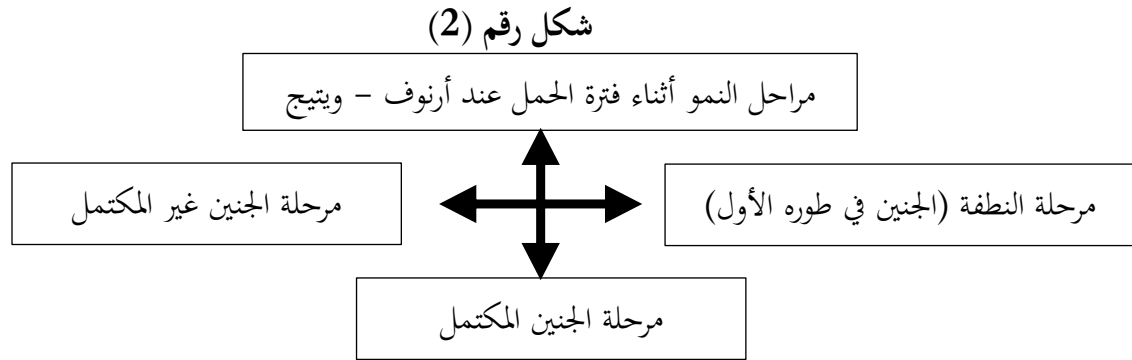 شكل رقم (2)
مراحل النمو أثناء فترة الحمل عند أرنوف – ويتيج
مرحلة النطفة (الجنين في طوره الأول)
مرحلة الجنين غير المكتمل
مرحلة الجنين المكتمل